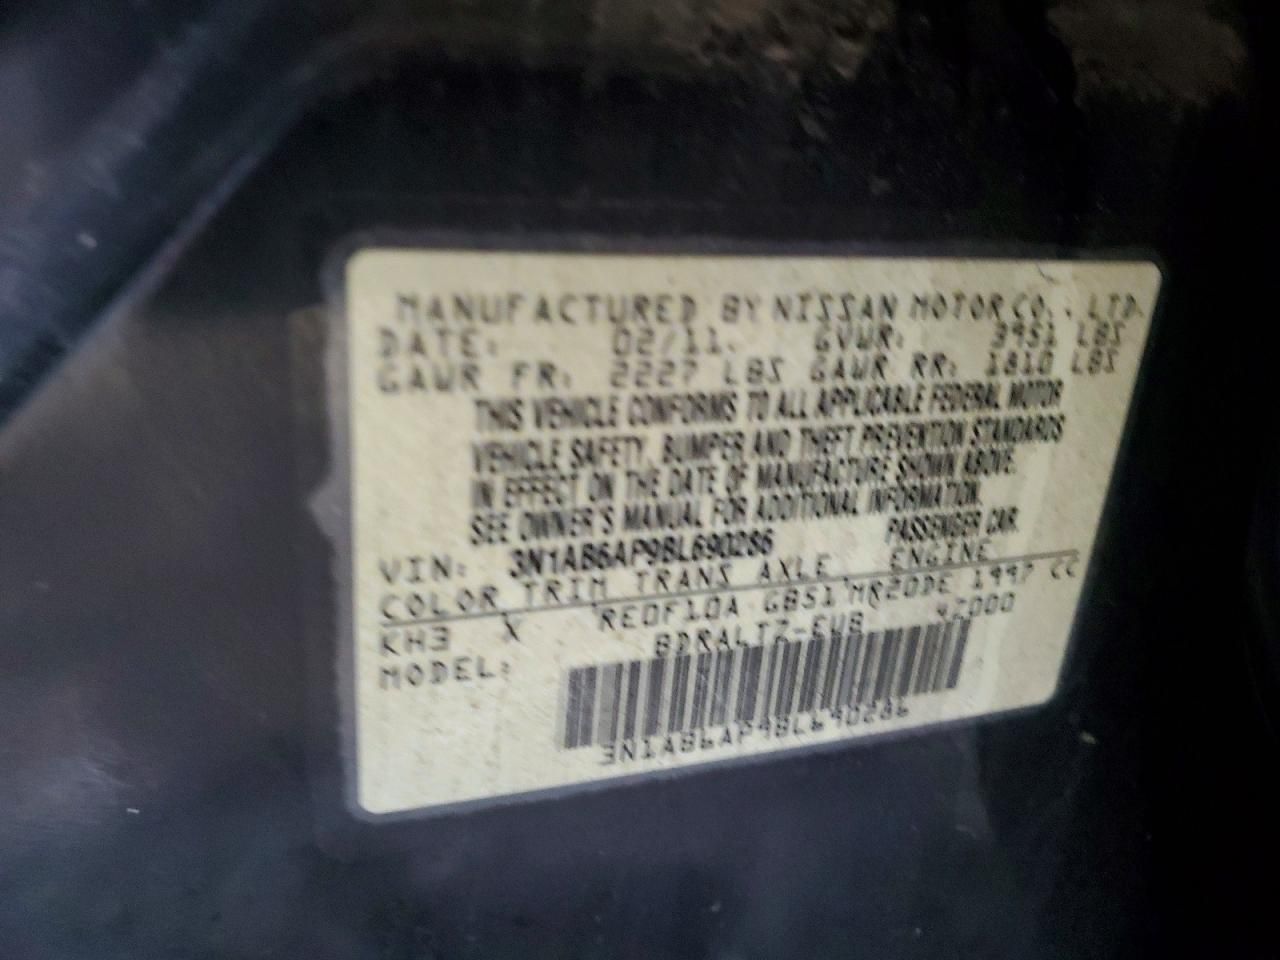 MANUFACTURED BY NISSAN MOTOR CO., LTD.
DATE: 02/11. GVWR: 3951 LBS
GAWR FR: 2227 LBS GAWR RR: 1810 LBS
THIS VEHICLE CONFORMS TO ALL APPLICABLE FEDERAL MOTOR
VEHICLE SAFETY, BUMPER AND THEFT PREVENTION STANDARDS
IN EFFECT ON THE DATE OF MANUFACTURE SHOWN ABOVE.
SEE OWNER'S MANUAL FOR ADDITIONAL INFORMATION.
VIN: 3N1AB6AP9BL690286 PASSENGER CAR.
COLOR TRIM TRANS AXLE ENGINE
KH3 X RE0F10A GB51 MR20DE 1997 CC
MODEL: BDRALTZ-EUB
3N1AB6AP9BL690286